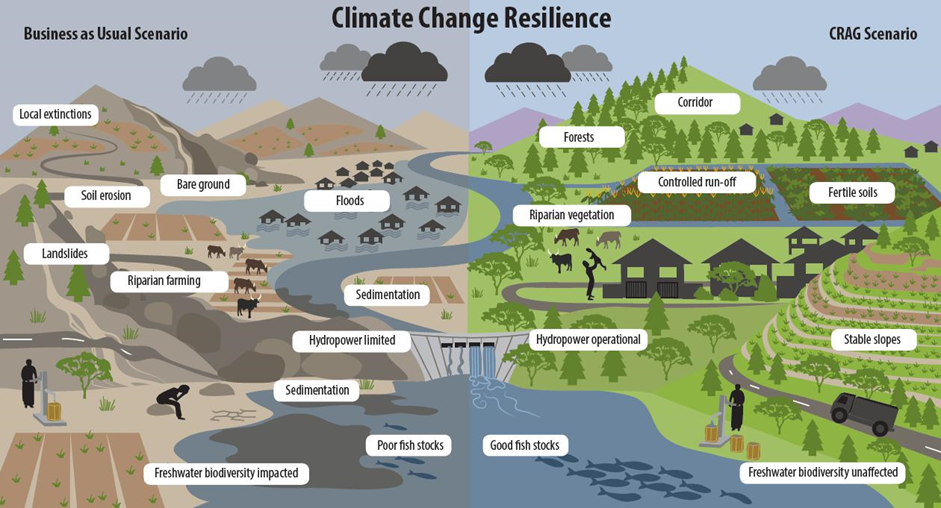 Climate Change Resilience
Business as Usual Scenario
CRAG Scenario
Local extinctions
Soil erosion
Bare ground
Floods
Landslides
Riparian farming
Sedimentation
Hydropower limited
Sedimentation
Poor fish stocks
Freshwater biodiversity impacted
Corridor
Forests
Controlled run-off
Fertile soils
Riparian vegetation
Hydropower operational
Stable slopes
Good fish stocks
Freshwater biodiversity unaffected